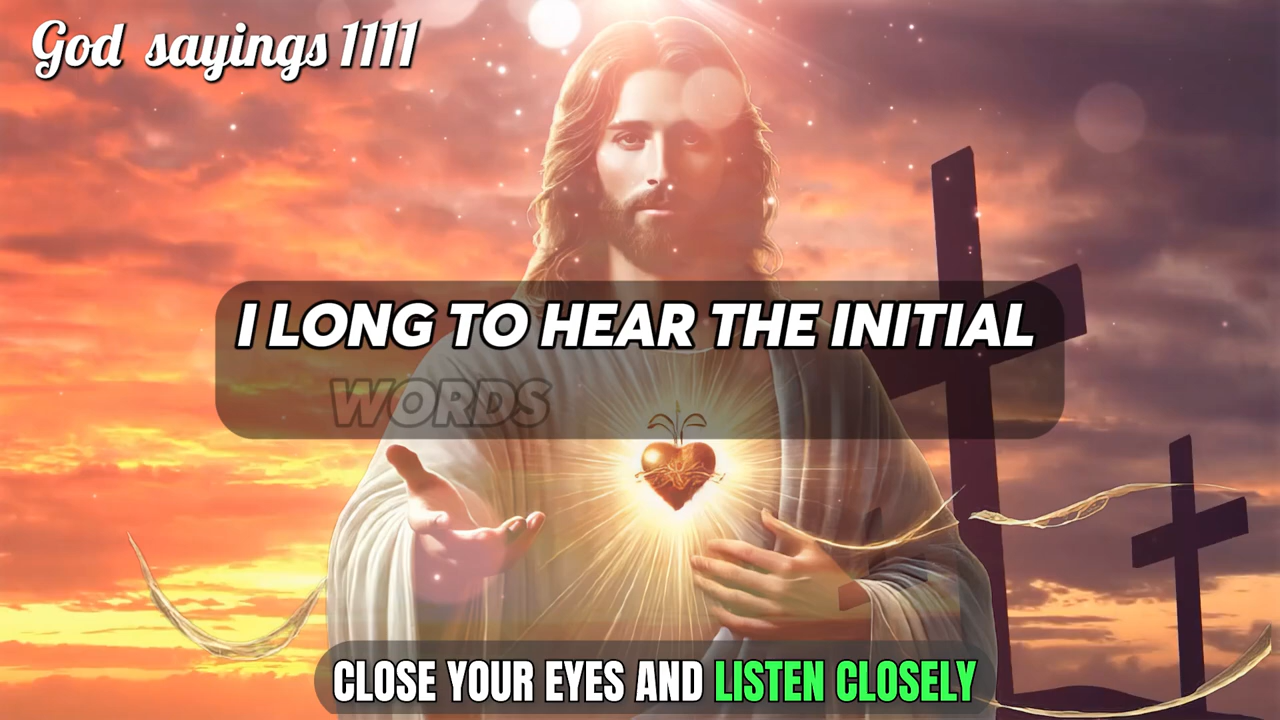 God sayings 1111
I LONG TO HEAR THE INITIAL
WORDS
CLOSE YOUR EYES AND LISTEN CLOSELY